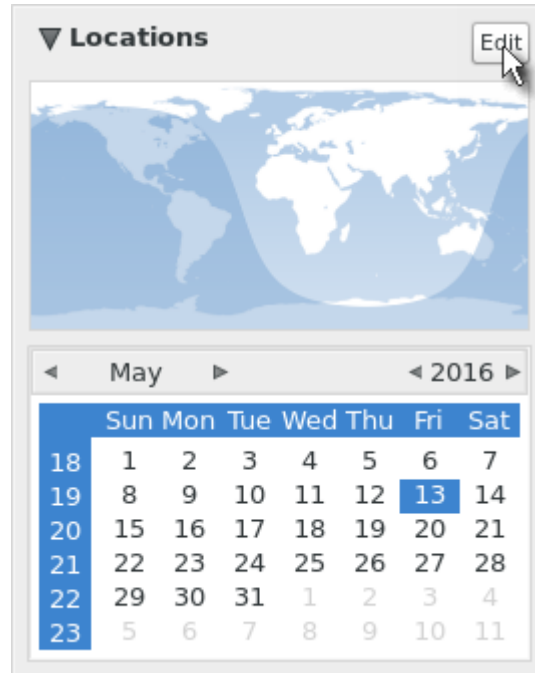 Locations Edit
May 2016
Sun Mon Tue Wed Thu Fri Sat
18 1 2 3 4 5 6 7
19 8 9 10 11 12 13 14
20 15 16 17 18 19 20 21
21 22 23 24 25 26 27 28
22 29 30 31 1 2 3 4
23 5 6 7 8 9 10 11